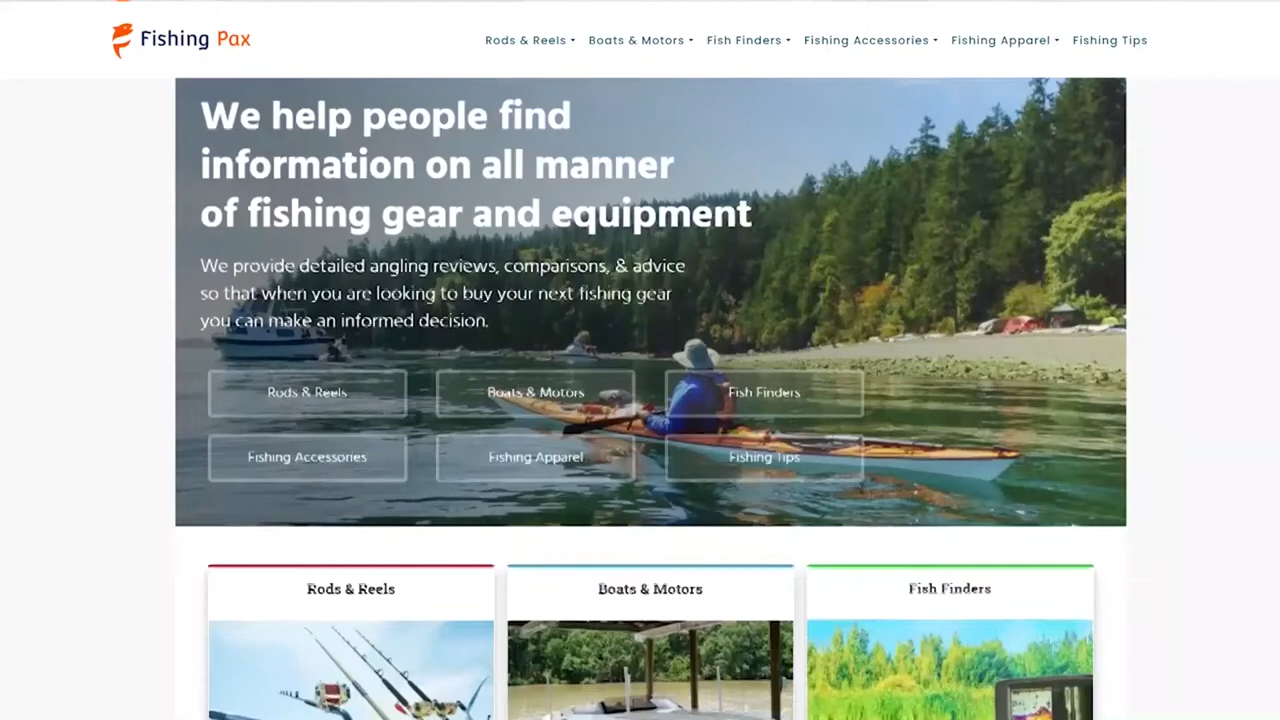 Fishing Pax
Rods & Reels
Boats & Motors
Fish Finders
Fishing Accessories
Fishing Apparel
Fishing Tips
We help people find
information on all manner
of fishing gear and equipment
We provide detailed angling reviews, comparisons, & advice
so that when you are looking to buy your next fishing gear
you can make an informed decision.
Rods & Reels
Boats & Motors
Fish Finders
Fishing Accessories
Fishing Apparel
Fishing Tips
Rods & Reels
Boats & Motors
Fish Finders